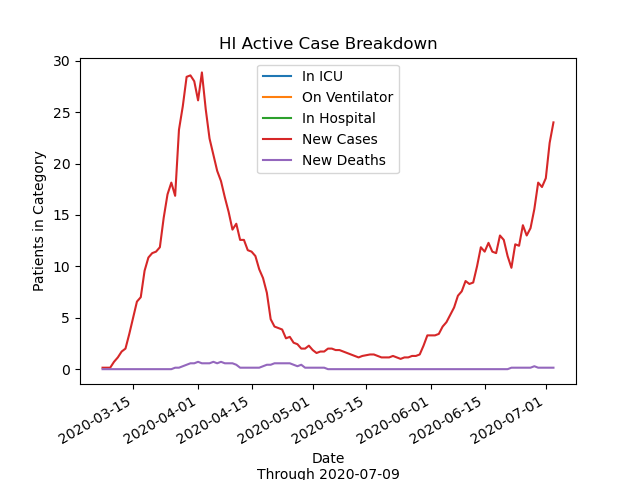 HI Active Case Breakdown
In ICU
On Ventilator
In Hospital
New Cases
New Deaths
Patients in Category
30
25
20
15
10
5
0
2020-03-15
2020-04-01
2020-04-15
2020-05-01
2020-05-15
2020-06-01
2020-06-15
2020-07-01
Date
Through 2020-07-09